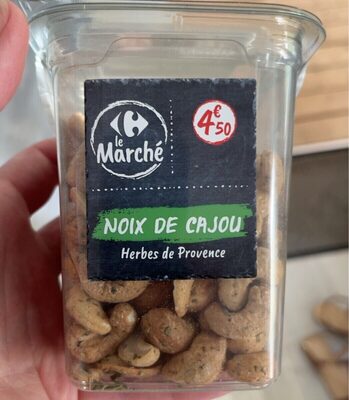 le
Marché
4€50
NOIX DE CAJOU
Herbes de Provence